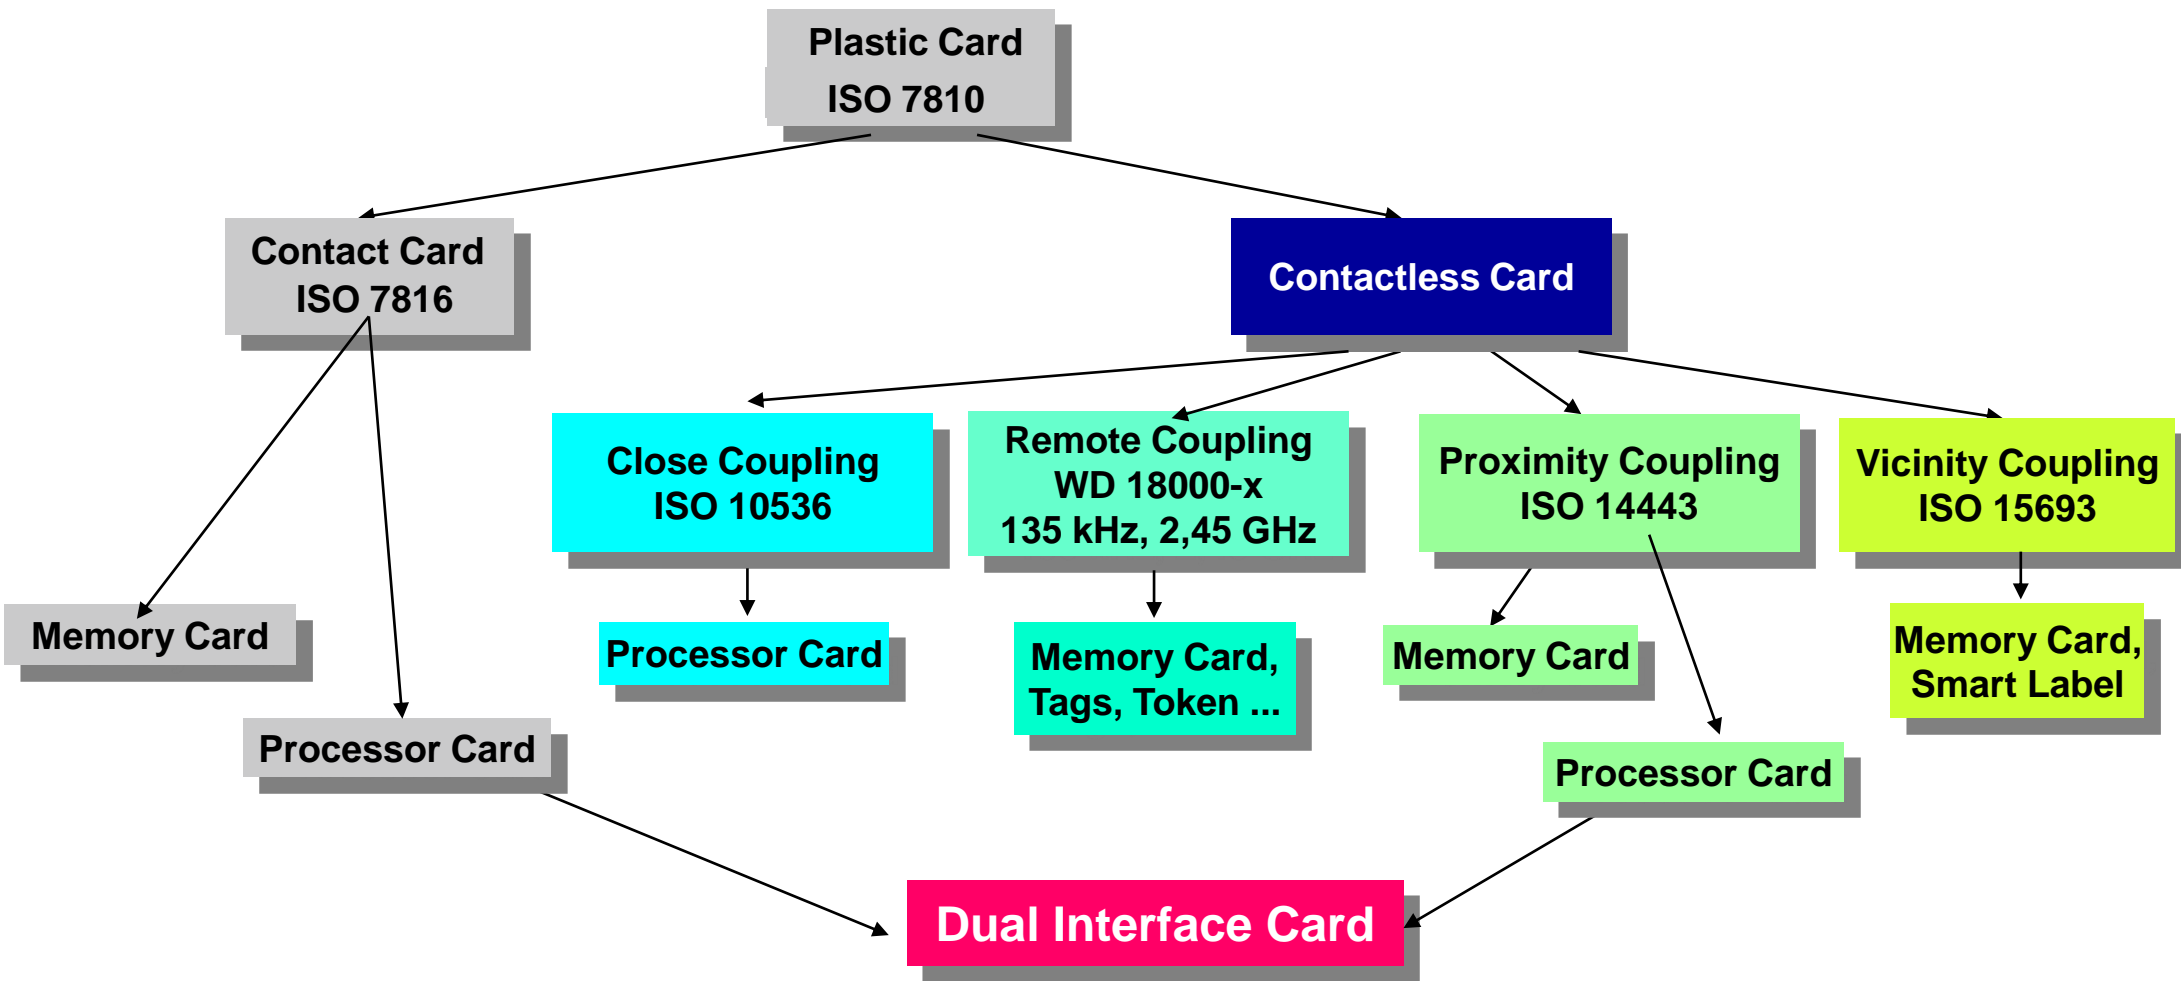 Plastic Card
ISO 7810
Contact Card
ISO 7816
Contactless Card
Close Coupling
ISO 10536
Remote Coupling
WD 18000-x
135 kHz, 2,45 GHz
Proximity Coupling
ISO 14443
Vicinity Coupling
ISO 15693
Memory Card
Processor Card
Processor Card
Memory Card,
Tags, Token ...
Memory Card
Processor Card
Memory Card,
Smart Label
Dual Interface Card